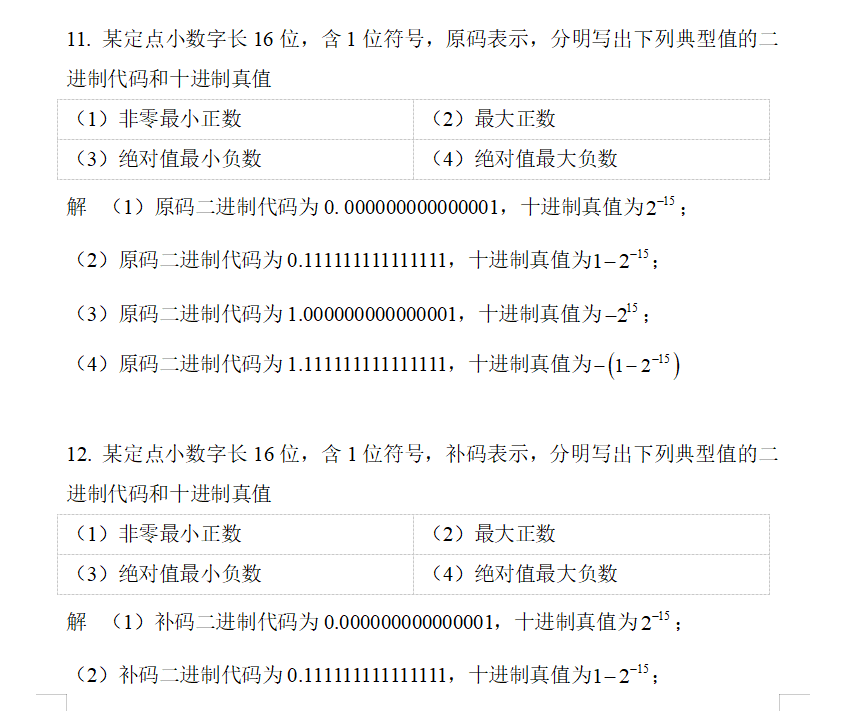 11. 某定点小数字长 16 位，含 1 位符号，原码表示，分明写出下列典型值的二
进制代码和十进制真值
（1）非零最小正数 （2）最大正数
（3）绝对值最小负数 （4）绝对值最大负数
解 （1）原码二进制代码为 0. 000000000000001，十进制真值为2⁻¹⁵；
（2）原码二进制代码为 0.111111111111111，十进制真值为1−2⁻¹⁵；
（3）原码二进制代码为 1.000000000000001，十进制真值为−2¹⁵；
（4）原码二进制代码为 1.111111111111111，十进制真值为−(1−2⁻¹⁵)
12. 某定点小数字长 16 位，含 1 位符号，补码表示，分明写出下列典型值的二
进制代码和十进制真值
（1）非零最小正数 （2）最大正数
（3）绝对值最小负数 （4）绝对值最大负数
解 （1）补码二进制代码为 0.000000000000001，十进制真值为2⁻¹⁵；
（2）补码二进制代码为 0.111111111111111，十进制真值为1−2⁻¹⁵；